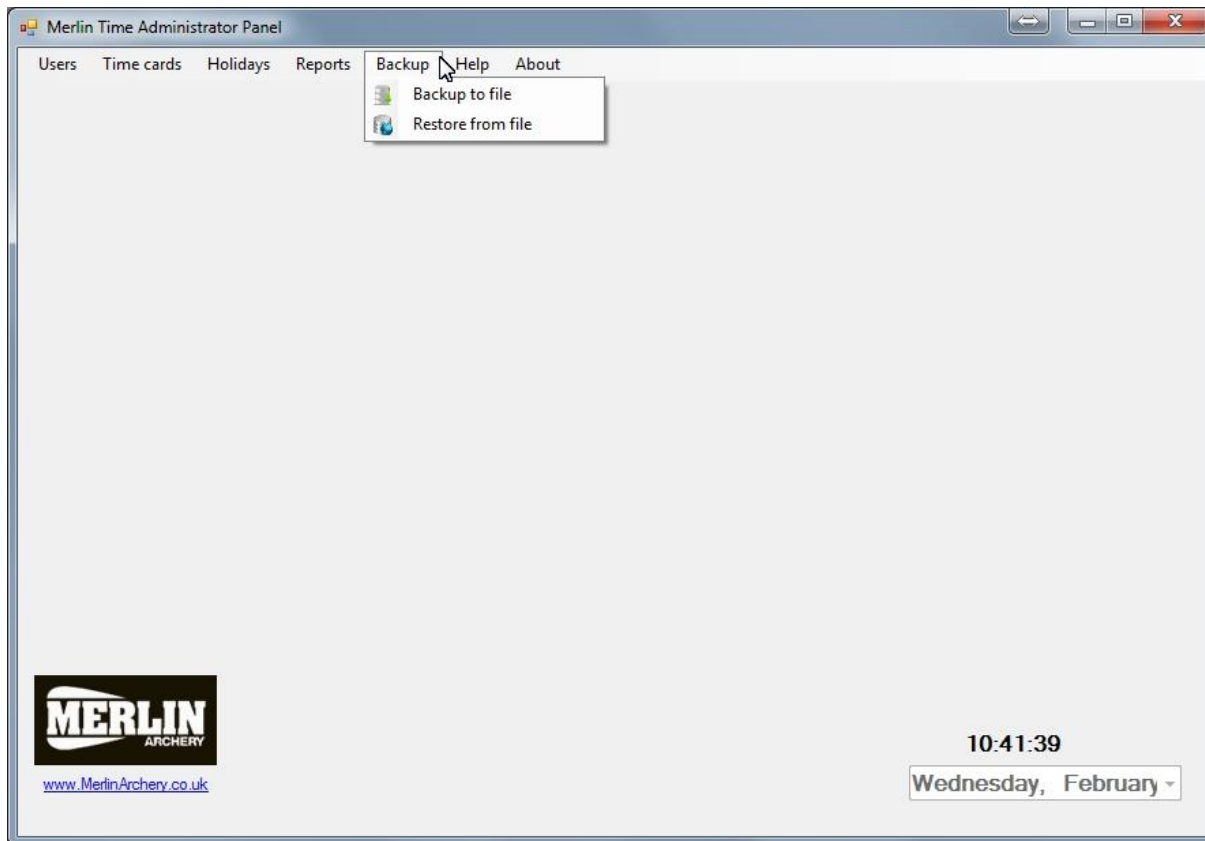 Merlin Time Administrator Panel
Users Time cards Holidays Reports Backup Help About
Backup to file
Restore from file
MERLIN
ARCHERY
www.MerlinArchery.co.uk
10:41:39
Wednesday, February